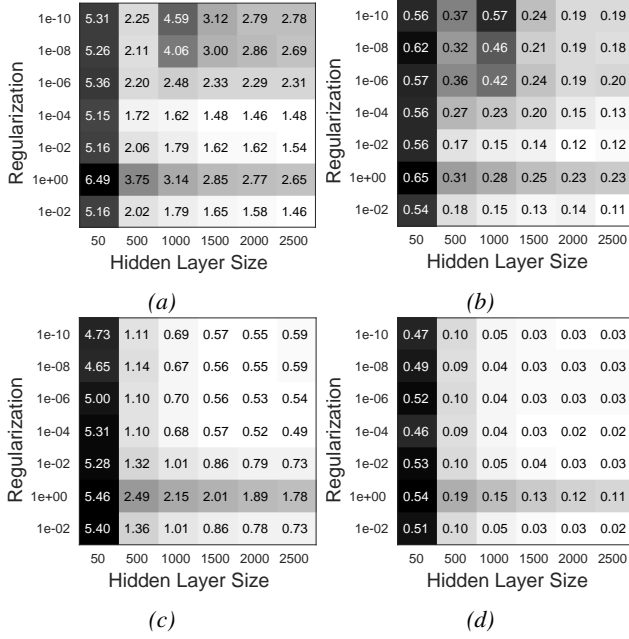 1e-10 5.31 2.25 4.59 3.12 2.79 2.78
1e-08 5.26 2.11 4.06 3.00 2.86 2.69
1e-06 5.36 2.20 2.48 2.33 2.29 2.31
1e-04 5.15 1.72 1.62 1.48 1.46 1.48
1e-02 5.16 2.06 1.79 1.62 1.62 1.54
1e+00 6.49 3.75 3.14 2.85 2.77 2.65
1e-02 5.16 2.02 1.79 1.65 1.58 1.46
50 500 1000 1500 2000 2500
Regularization
Hidden Layer Size
(a)
1e-10 0.56 0.37 0.57 0.24 0.19 0.19
1e-08 0.62 0.32 0.46 0.21 0.19 0.18
1e-06 0.57 0.36 0.42 0.24 0.19 0.20
1e-04 0.56 0.27 0.23 0.20 0.15 0.13
1e-02 0.56 0.17 0.15 0.14 0.12 0.12
1e+00 0.65 0.31 0.28 0.25 0.23 0.23
1e-02 0.54 0.18 0.15 0.13 0.14 0.11
50 500 1000 1500 2000 2500
Regularization
Hidden Layer Size
(b)
1e-10 4.73 1.11 0.69 0.57 0.55 0.59
1e-08 4.65 1.14 0.67 0.56 0.55 0.59
1e-06 5.00 1.10 0.70 0.56 0.53 0.54
1e-04 5.31 1.10 0.68 0.57 0.52 0.49
1e-02 5.28 1.32 1.01 0.86 0.79 0.73
1e+00 5.46 2.49 2.15 2.01 1.89 1.78
1e-02 5.40 1.36 1.01 0.86 0.78 0.73
50 500 1000 1500 2000 2500
Regularization
Hidden Layer Size
(c)
1e-10 0.47 0.10 0.05 0.03 0.03 0.03
1e-08 0.49 0.09 0.04 0.03 0.03 0.03
1e-06 0.52 0.10 0.04 0.03 0.03 0.03
1e-04 0.46 0.09 0.04 0.03 0.02 0.02
1e-02 0.53 0.10 0.05 0.04 0.03 0.03
1e+00 0.54 0.19 0.15 0.13 0.12 0.11
1e-02 0.51 0.10 0.05 0.03 0.03 0.02
50 500 1000 1500 2000 2500
Regularization
Hidden Layer Size
(d)